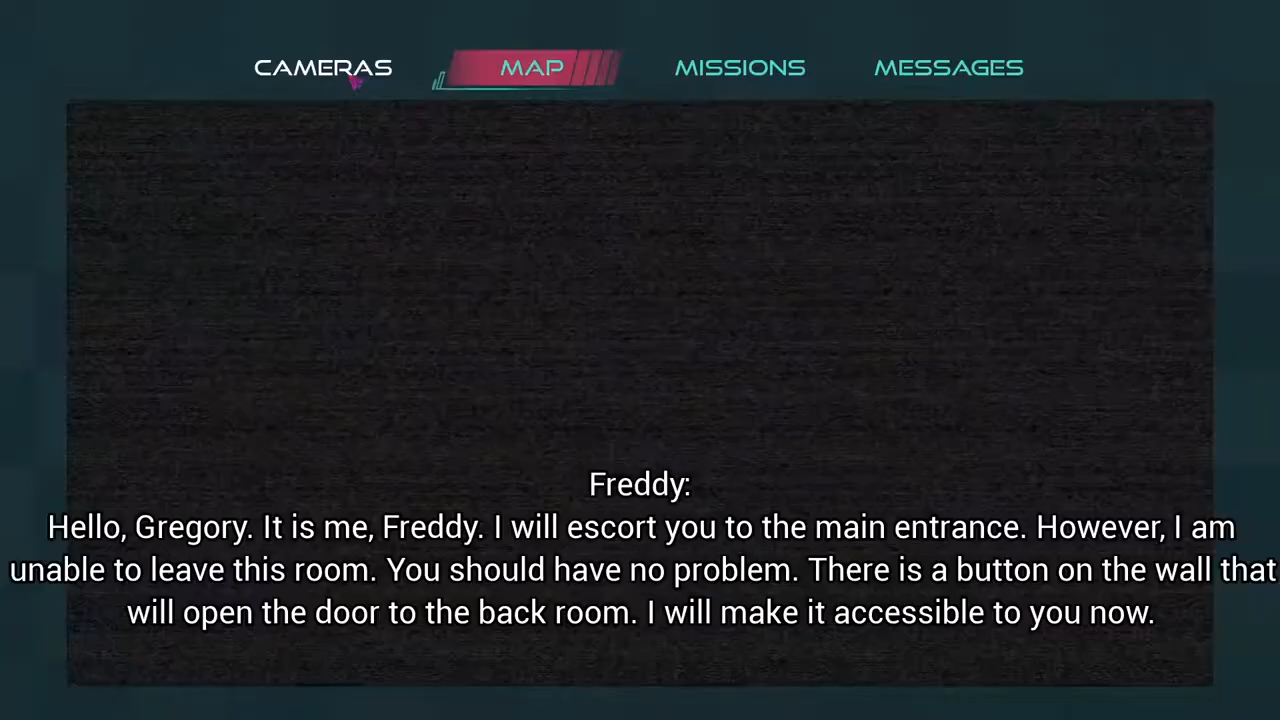 CAMERAS MAP MISSIONS MESSAGES
Freddy:
Hello, Gregory. It is me, Freddy. I will escort you to the main entrance. However, I am
unable to leave this room. You should have no problem. There is a button on the wall that
will open the door to the back room. I will make it accessible to you now.